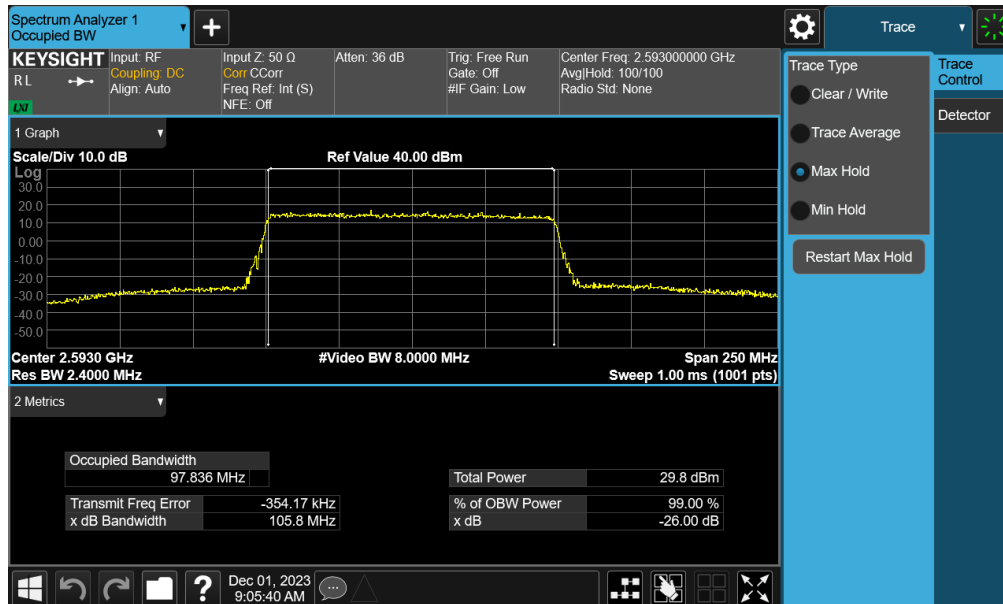 Spectrum Analyzer 1
Occupied BW
▼
+
Trace
▼
KEYSIGHT
R L
LXI
Input: RF
Coupling: DC
Align: Auto
Input Z: 50 Ω
Corr CCorr
Freq Ref: Int (S)
NFE: Off
Atten: 36 dB
Trig: Free Run
Gate: Off
#IF Gain: Low
Center Freq: 2.593000000 GHz
Avg|Hold: 100/100
Radio Std: None
1 Graph ▼
Scale/Div 10.0 dB
Ref Value 40.00 dBm
Log
30.0
20.0
10.0
0.00
-10.0
-20.0
-30.0
-40.0
-50.0
Center 2.5930 GHz
#Video BW 8.0000 MHz
Span 250 MHz
Res BW 2.4000 MHz
Sweep 1.00 ms (1001 pts)
2 Metrics ▼
Occupied Bandwidth
97.836 MHz
Total Power 29.8 dBm
Transmit Freq Error -354.17 kHz
% of OBW Power 99.00 %
x dB Bandwidth 105.8 MHz
x dB -26.00 dB
Trace Type
Clear / Write
Trace Average
Max Hold
Min Hold
Restart Max Hold
Trace
Control
Detector
?
Dec 01, 2023
9:05:40 AM